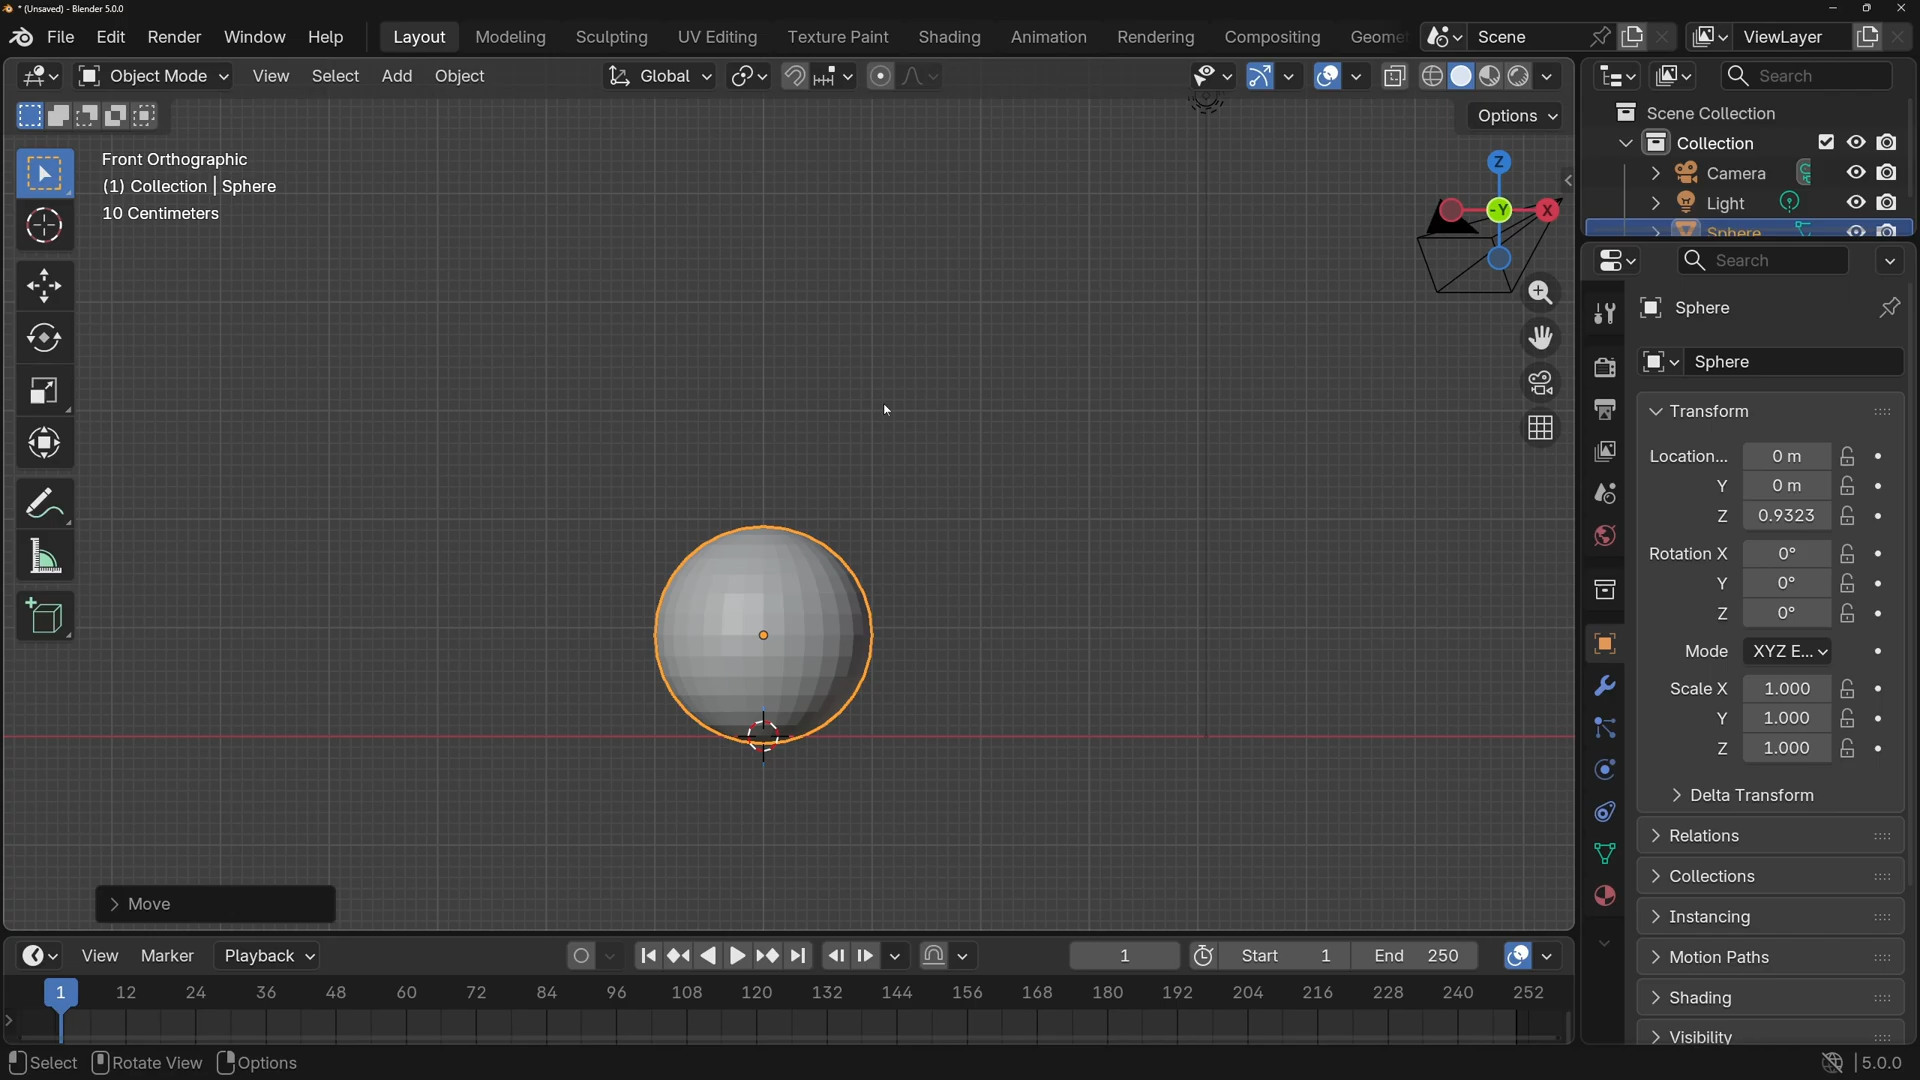 * (Unsaved) - Blender 5.0.0
File Edit Render Window Help Layout Modeling Sculpting UV Editing Texture Paint Shading Animation Rendering Compositing Geomet Scene ViewLayer
Object Mode View Select Add Object Global Search
Options
Scene Collection
Collection
Camera
Light
Sphere
Front Orthographic
(1) Collection | Sphere
10 Centimeters
Z
-Y X
Search
Sphere
Sphere
Transform
Location... 0 m
Y 0 m
Z 0.9323
Rotation X 0°
Y 0°
Z 0°
Mode XYZ E...
Scale X 1.000
Y 1.000
Z 1.000
Delta Transform
Relations
Collections
Instancing
Motion Paths
Shading
Visibility
Move
View Marker Playback 1 Start 1 End 250
1 12 24 36 48 60 72 84 96 108 120 132 144 156 168 180 192 204 216 228 240 252
Select Rotate View Options 5.0.0